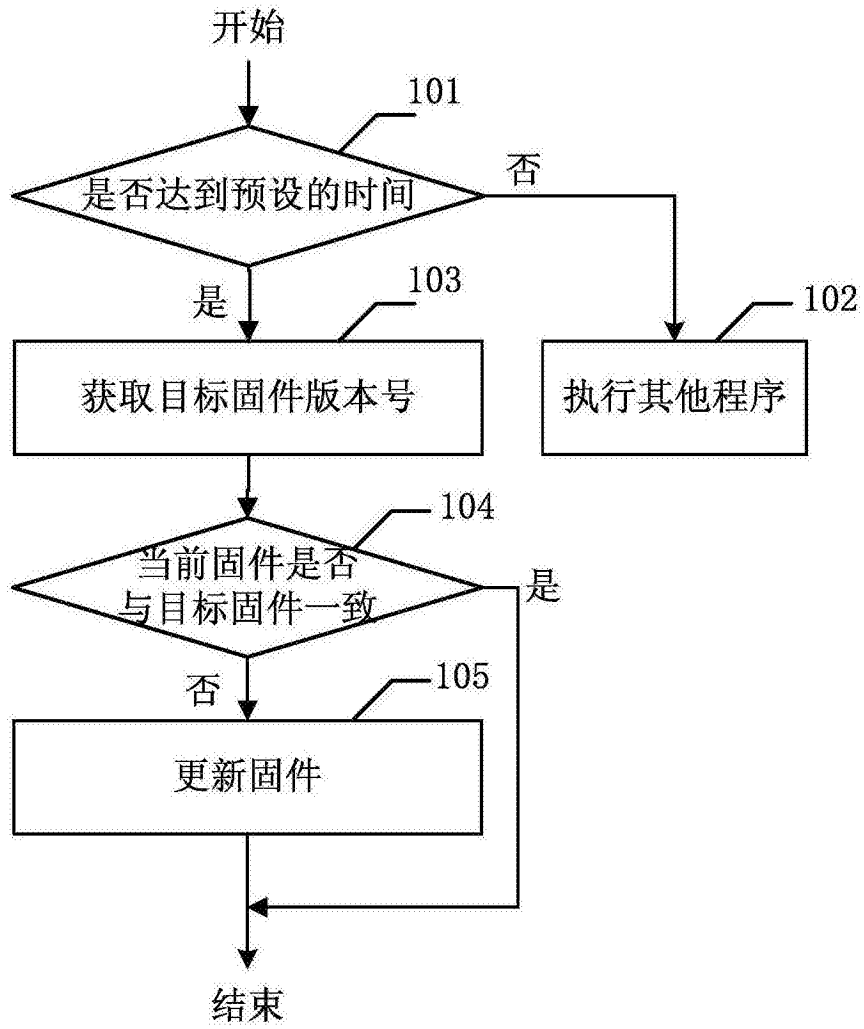 开始
101
是否达到预设的时间
否
是
103
102
获取目标固件版本号
执行其他程序
104
当前固件是否
与目标固件一致
是
否
105
更新固件
结束